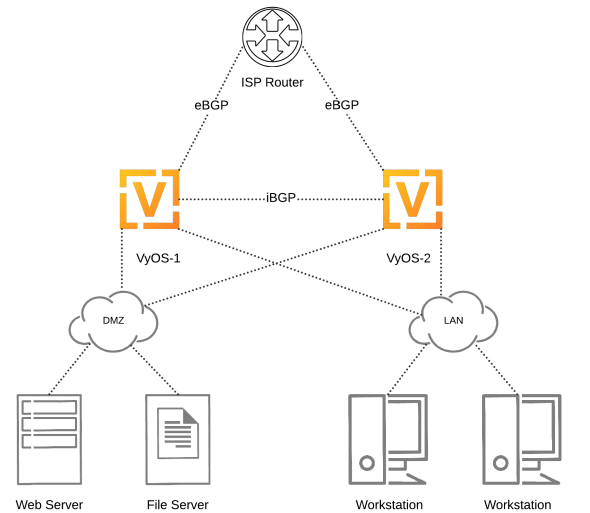 ISP Router
eBGP
eBGP
iBGP
VyOS-1
VyOS-2
DMZ
LAN
Web Server
File Server
Workstation
Workstation